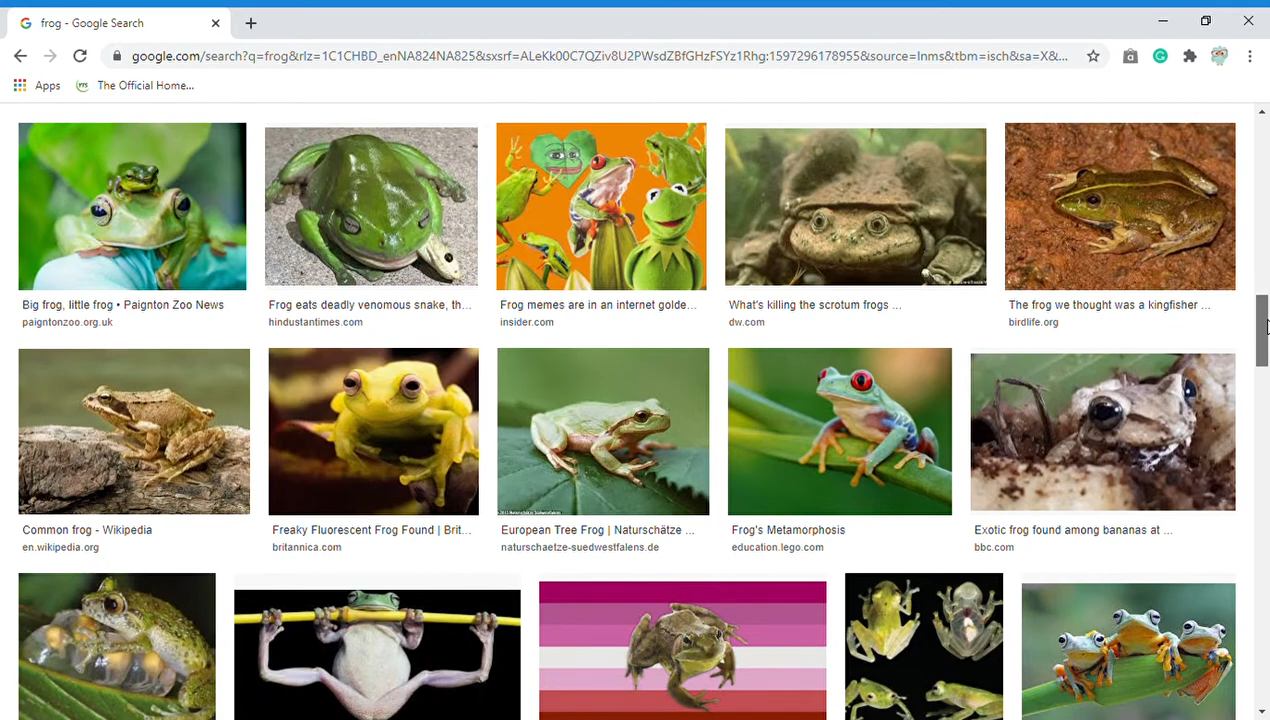 frog - Google Search
google.com/search?q=frog&rlz=1C1CHBD_enNA824NA825&sxsrf=ALeKk00C7QZiv8U2PWsdZBfGHzFSYz1Rhg:1597296178955&source=lnms&tbm=isch&sa=X&...
Apps
The Official Home...
Big frog, little frog • Paignton Zoo News
paigntonzoo.org.uk
Frog eats deadly venomous snake, th...
hindustantimes.com
Frog memes are in an internet golde...
insider.com
What's killing the scrotum frogs ...
dw.com
The frog we thought was a kingfisher ...
birdlife.org
Common frog - Wikipedia
en.wikipedia.org
Freaky Fluorescent Frog Found | Brit...
britannica.com
European Tree Frog | Naturschätze ...
naturschaetze-suedwestfalens.de
Frog's Metamorphosis
education.lego.com
Exotic frog found among bananas at ...
bbc.com